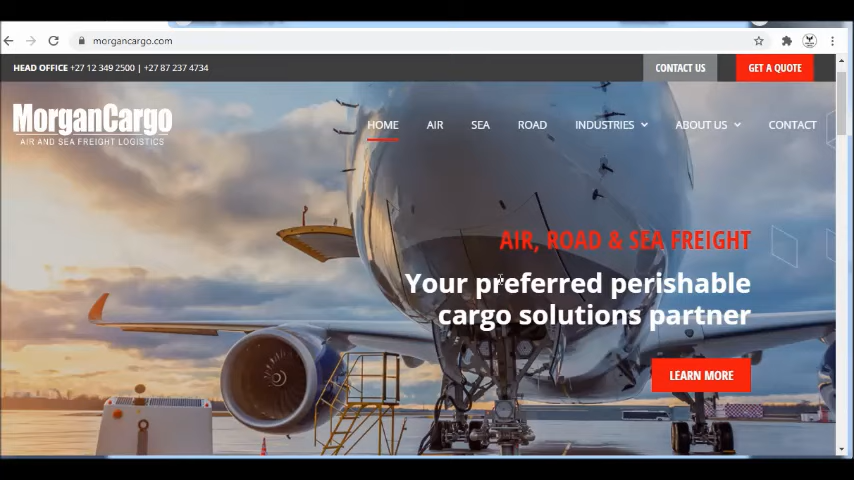 morgancargo.com
HEAD OFFICE +27 12 349 2500 | +27 87 237 4734
CONTACT US
GET A QUOTE
MorganCargo
AIR AND SEA FREIGHT LOGISTICS
HOME
AIR
SEA
ROAD
INDUSTRIES
ABOUT US
CONTACT
AIR, ROAD & SEA FREIGHT
Your preferred perishable
cargo solutions partner
LEARN MORE